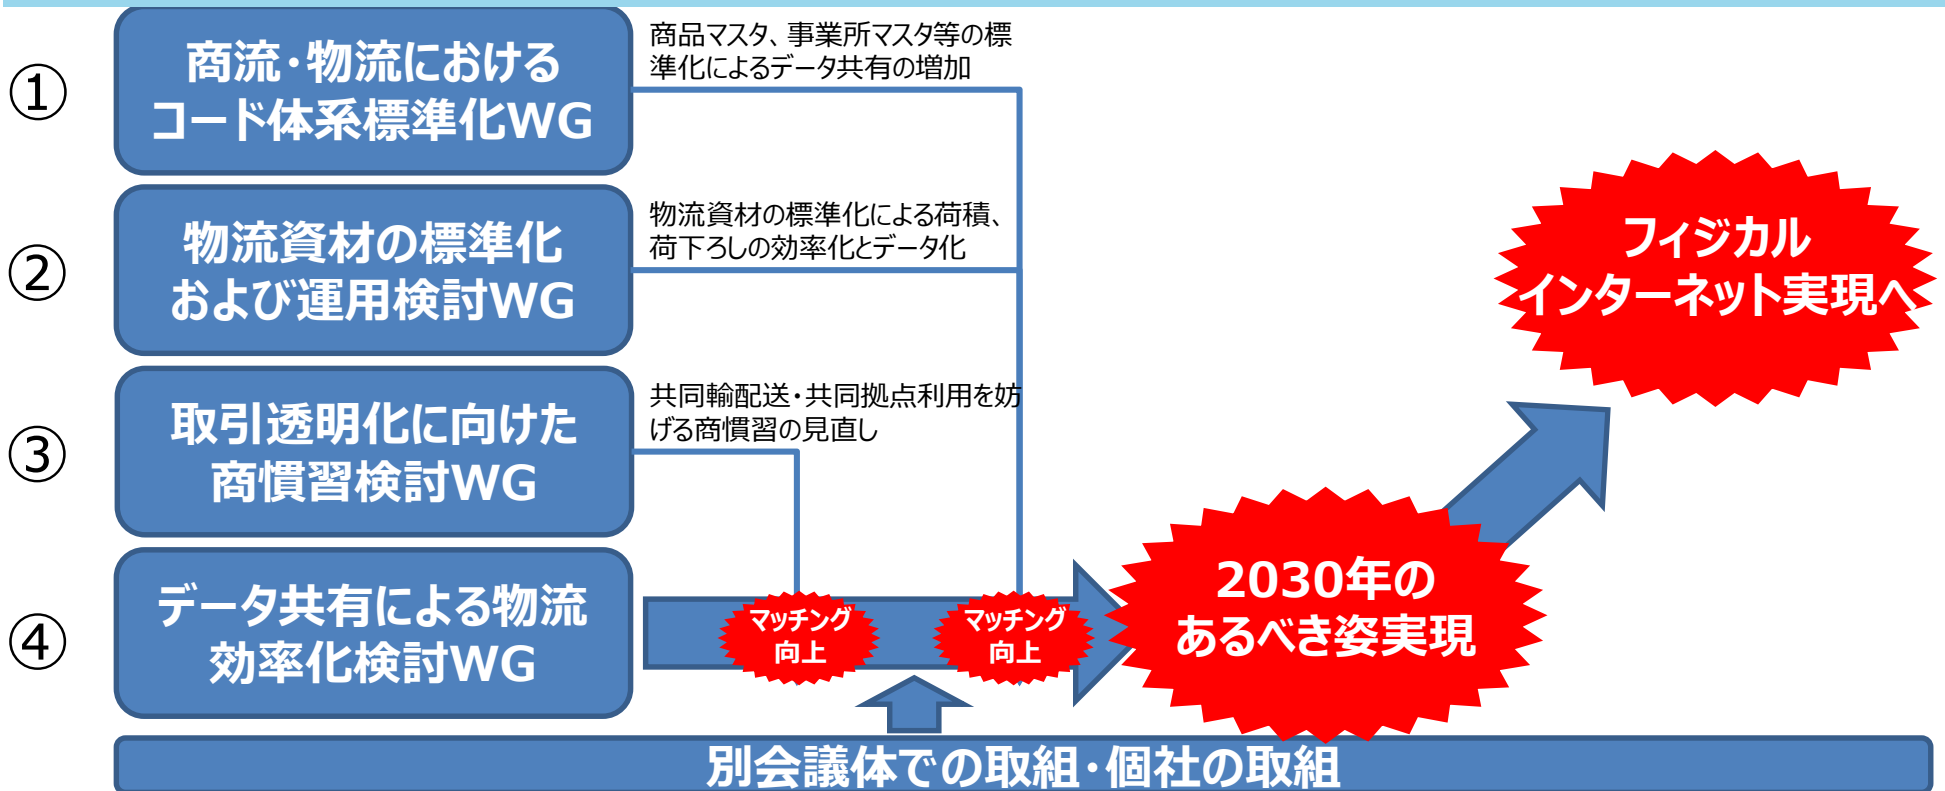 ①
商流・物流における
コード体系標準化WG
商品マスタ、事業所マスタ等の標
準化によるデータ共有の増加
②
物流資材の標準化
および運用検討WG
物流資材の標準化による荷積、
荷下ろしの効率化とデータ化
③
取引透明化に向けた
商慣習検討WG
共同輸配送・共同拠点利用を妨
げる商慣習の見直し
④
データ共有による物流
効率化検討WG
マッチング
向上
マッチング
向上
2030年の
あるべき姿実現
フィジカル
インターネット実現へ
別会議体での取組・個社の取組